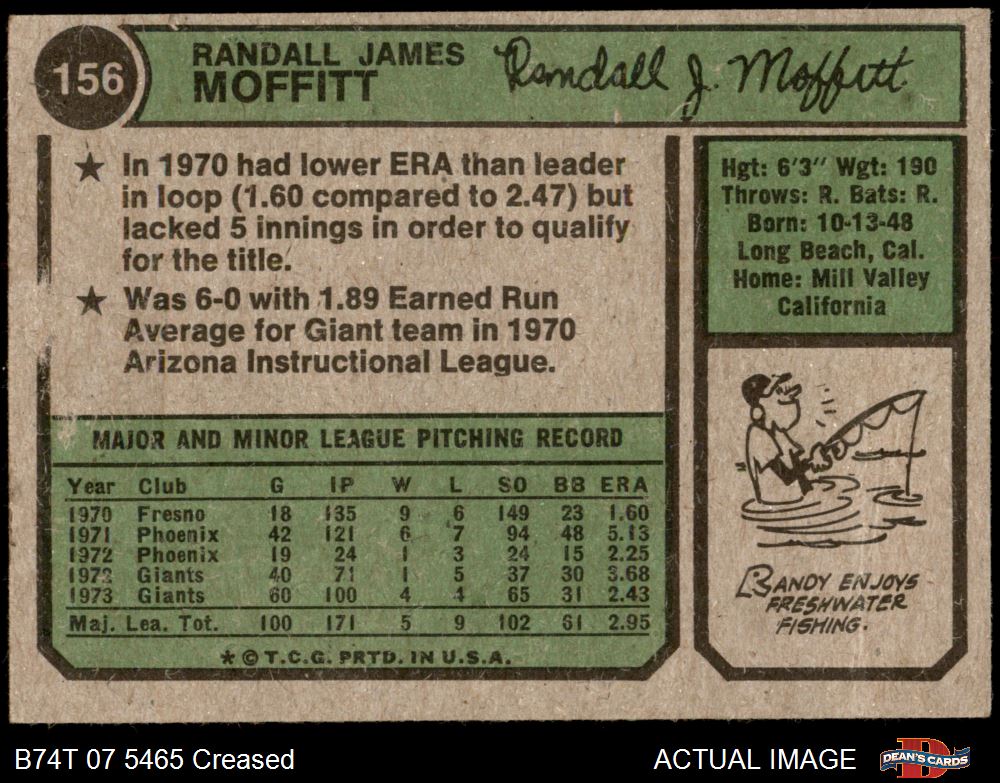 156
RANDALL JAMES
MOFFITT
Randall J. Moffitt
★ In 1970 had lower ERA than leader
in loop (1.60 compared to 2.47) but
lacked 5 innings in order to qualify
for the title.
★ Was 6-0 with 1.89 Earned Run
Average for Giant team in 1970
Arizona Instructional League.
Hgt: 6'3" Wgt: 190
Throws: R. Bats: R.
Born: 10-13-48
Long Beach, Cal.
Home: Mill Valley
California
MAJOR AND MINOR LEAGUE PITCHING RECORD
Year Club G IP W L SO BB ERA
1970 Fresno 18 135 9 6 149 23 1.60
1971 Phoenix 42 121 6 7 94 48 5.13
1972 Phoenix 19 24 1 3 24 15 2.25
1972 Giants 40 71 1 5 37 30 3.68
1973 Giants 60 100 4 4 65 31 2.43
Maj. Lea. Tot. 100 171 5 9 102 61 2.95
★ © T.C.G. PRTD. IN U.S.A.
RANDY ENJOYS
FRESHWATER
FISHING.
B74T 07 5465 Creased
ACTUAL IMAGE
D
DEAN'S CARDS